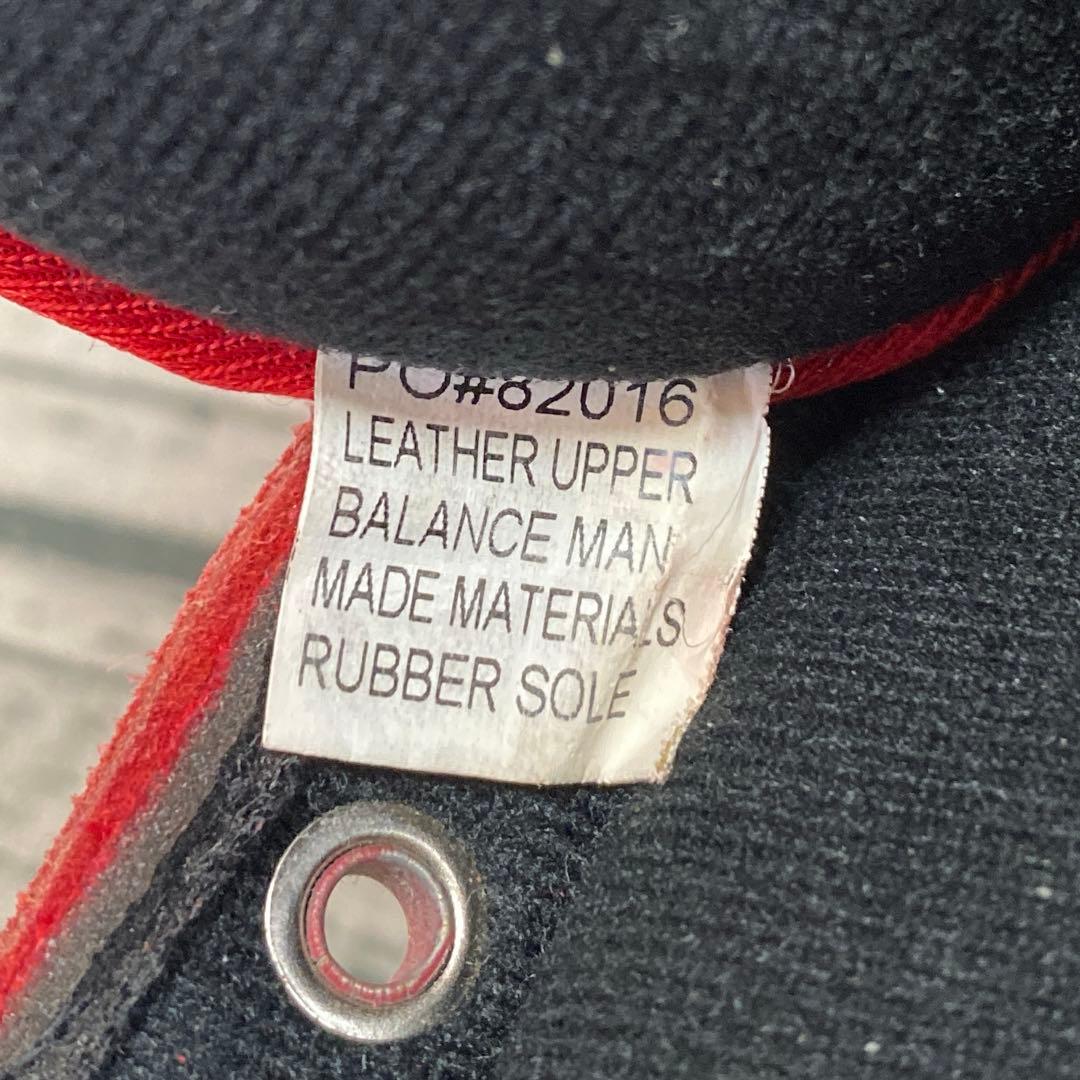 PO#82016
LEATHER UPPER
BALANCE MAN
MADE MATERIALS
RUBBER SOLE